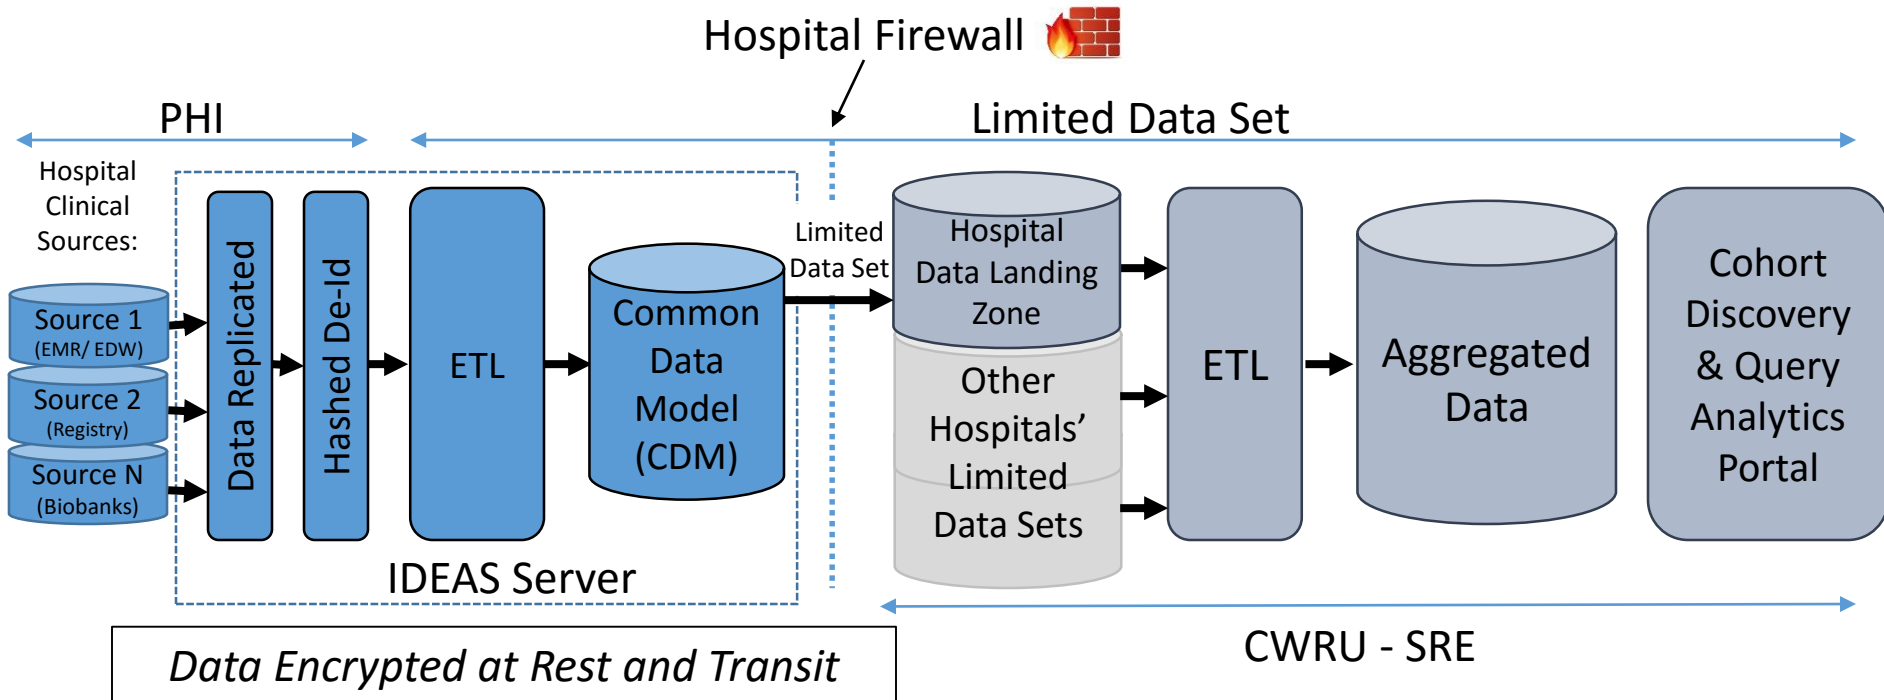 Hospital Firewall
PHI
Limited Data Set
Hospital
Clinical
Sources:
Source 1
(EMR/ EDW)
Source 2
(Registry)
Source N
(Biobanks)
Data Replicated
Hashed De-Id
ETL
Common
Data
Model
(CDM)
IDEAS Server
Limited
Data Set
Hospital
Data Landing
Zone
Other
Hospitals’
Limited
Data Sets
ETL
Aggregated
Data
Cohort
Discovery
& Query
Analytics
Portal
CWRU - SRE
Data Encrypted at Rest and Transit